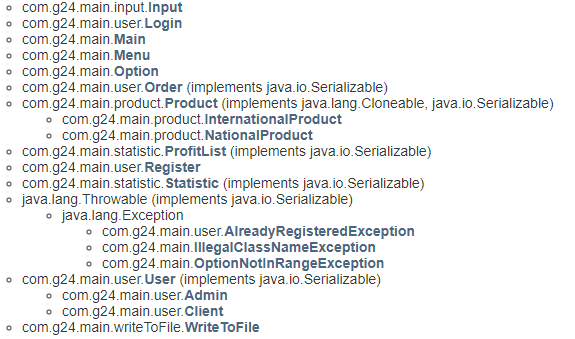 com.g24.main.input.Input
com.g24.main.user.Login
com.g24.main.Main
com.g24.main.Menu
com.g24.main.Option
com.g24.main.user.Order (implements java.io.Serializable)
com.g24.main.product.Product (implements java.lang.Cloneable, java.io.Serializable)
com.g24.main.product.InternationalProduct
com.g24.main.product.NationalProduct
com.g24.main.statistic.ProfitList (implements java.io.Serializable)
com.g24.main.user.Register
com.g24.main.statistic.Statistic (implements java.io.Serializable)
java.lang.Throwable (implements java.io.Serializable)
java.lang.Exception
com.g24.main.user.AlreadyRegisteredException
com.g24.main.IllegalClassNameException
com.g24.main.OptionNotInRangeException
com.g24.main.user.User (implements java.io.Serializable)
com.g24.main.user.Admin
com.g24.main.user.Client
com.g24.main.writeToFile.WriteToFile